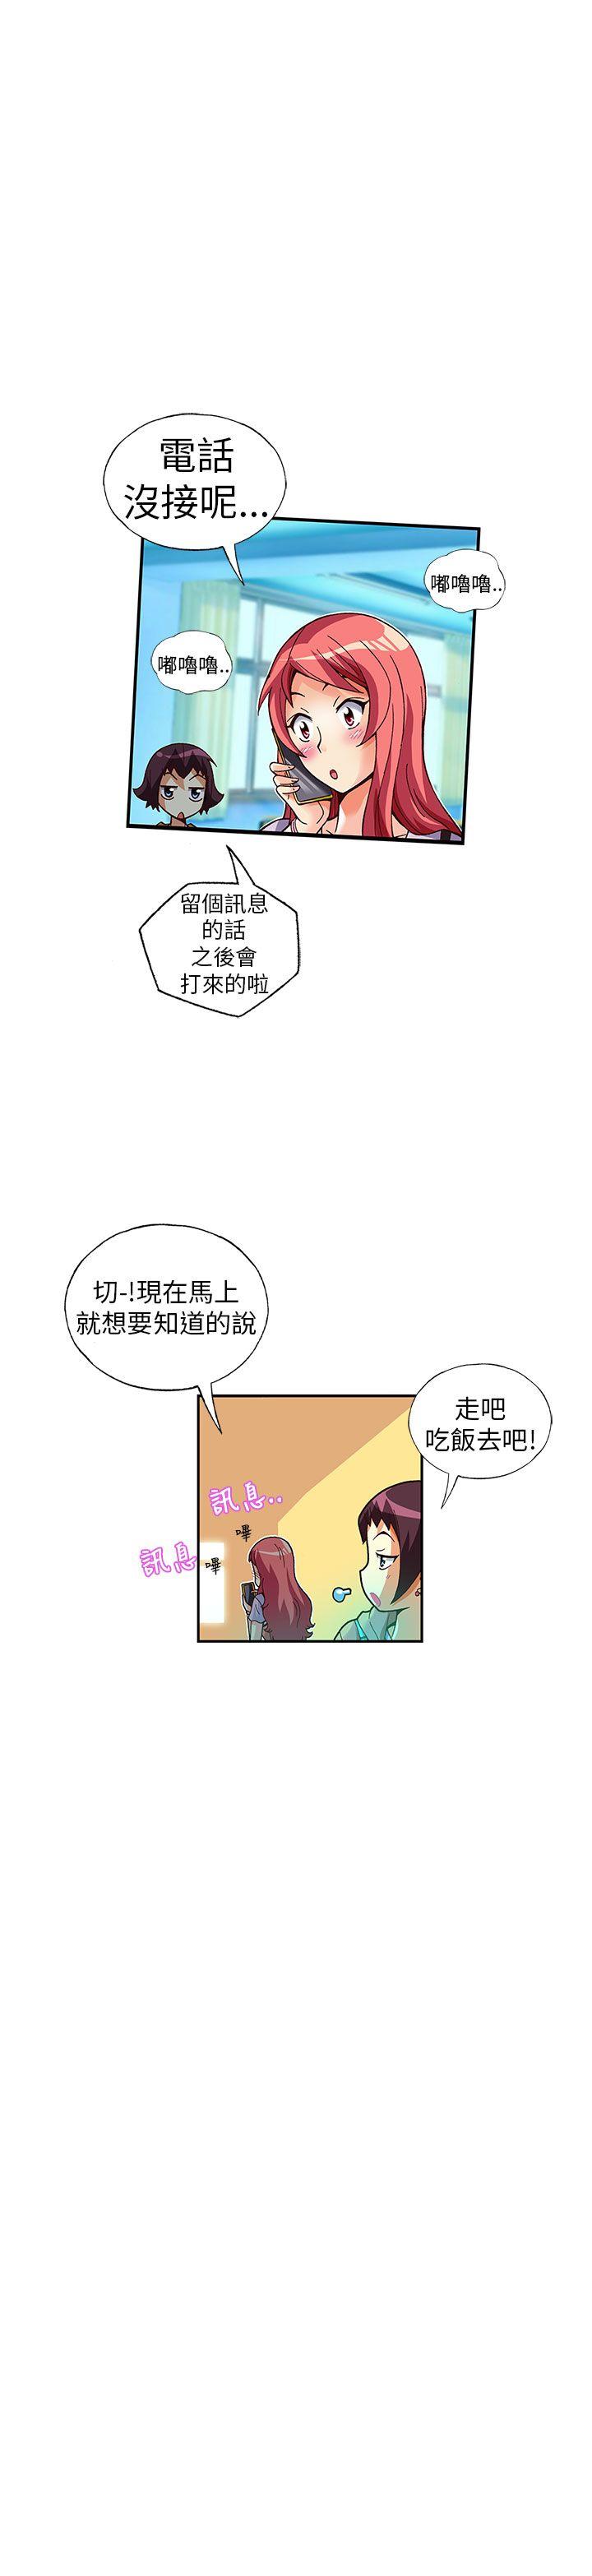 電話
沒接呢...
嘟嚕嚕..
嘟嚕嚕..
留個訊息
的話
之後會
打來的啦
切-!現在馬上
就想要知道的說
走吧
吃飯去吧!
訊息..
嗶
訊息
嗶